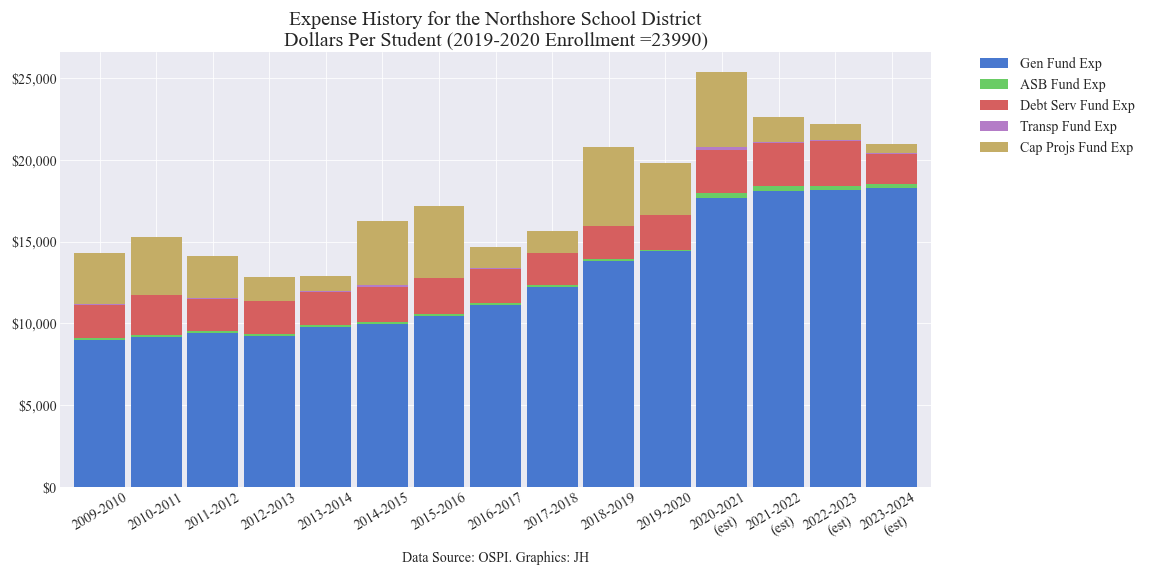 Expense History for the Northshore School District
Dollars Per Student (2019-2020 Enrollment =23990)
$25,000
$20,000
$15,000
$10,000
$5,000
$0
2009-2010
2010-2011
2011-2012
2012-2013
2013-2014
2014-2015
2015-2016
2016-2017
2017-2018
2018-2019
2019-2020
2020-2021
(est)
2021-2022
(est)
2022-2023
(est)
2023-2024
(est)
Data Source: OSPI. Graphics: JH
Gen Fund Exp
ASB Fund Exp
Debt Serv Fund Exp
Transp Fund Exp
Cap Projs Fund Exp